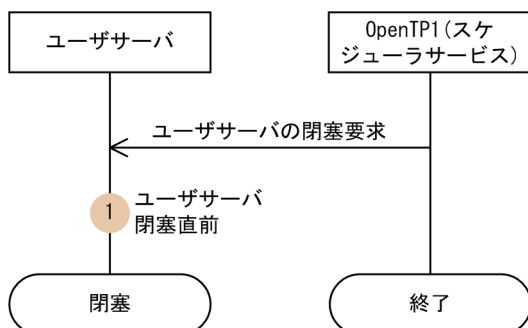 ユーザサーバ
OpenTP1(スケ
ジューラサービス)
ユーザサーバの閉塞要求
1
ユーザサーバ
閉塞直前
閉塞
終了